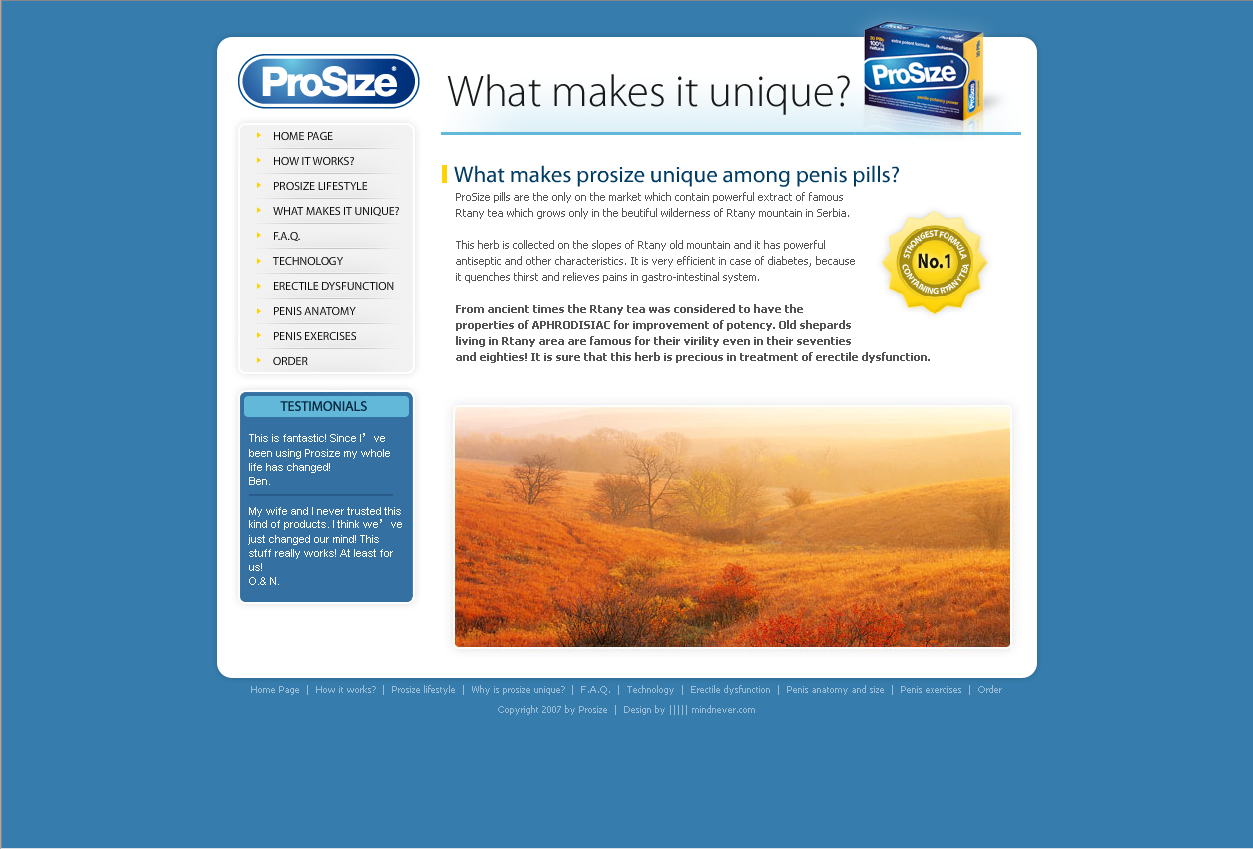 ProSize®
What makes it unique?
30 Pills
100%
natural
extra potent formula
ProSize
penile potency power
HOME PAGE
HOW IT WORKS?
PROSIZE LIFESTYLE
WHAT MAKES IT UNIQUE?
F.A.Q.
TECHNOLOGY
ERECTILE DYSFUNCTION
PENIS ANATOMY
PENIS EXERCISES
ORDER
What makes prosize unique among penis pills?
ProSize pills are the only on the market which contain powerful extract of famous
Rtany tea which grows only in the beutiful wilderness of Rtany mountain in Serbia.
This herb is collected on the slopes of Rtany old mountain and it has powerful
antiseptic and other characteristics. It is very efficient in case of diabetes, because
it quenches thirst and relieves pains in gastro-intestinal system.
From ancient times the Rtany tea was considered to have the
properties of APHRODISIAC for improvement of potency. Old shepards
living in Rtany area are famous for their virility even in their seventies
and eighties! It is sure that this herb is precious in treatment of erectile dysfunction.
STRONGEST FORMULA
No.1
CONTAINING RTANY TEA
TESTIMONIALS
This is fantastic! Since I’ve
been using Prosize my whole
life has changed!
Ben.
My wife and I never trusted this
kind of products. I think we’ve
just changed our mind! This
stuff really works! At least for
us!
O.& N.
Home Page | How it works? | Prosize lifestyle | Why is prosize unique? | F.A.Q. | Technology | Erectile dysfunction | Penis anatomy and size | Penis exercises | Order
Copyright 2007 by Prosize | Design by ||||| mindnever.com